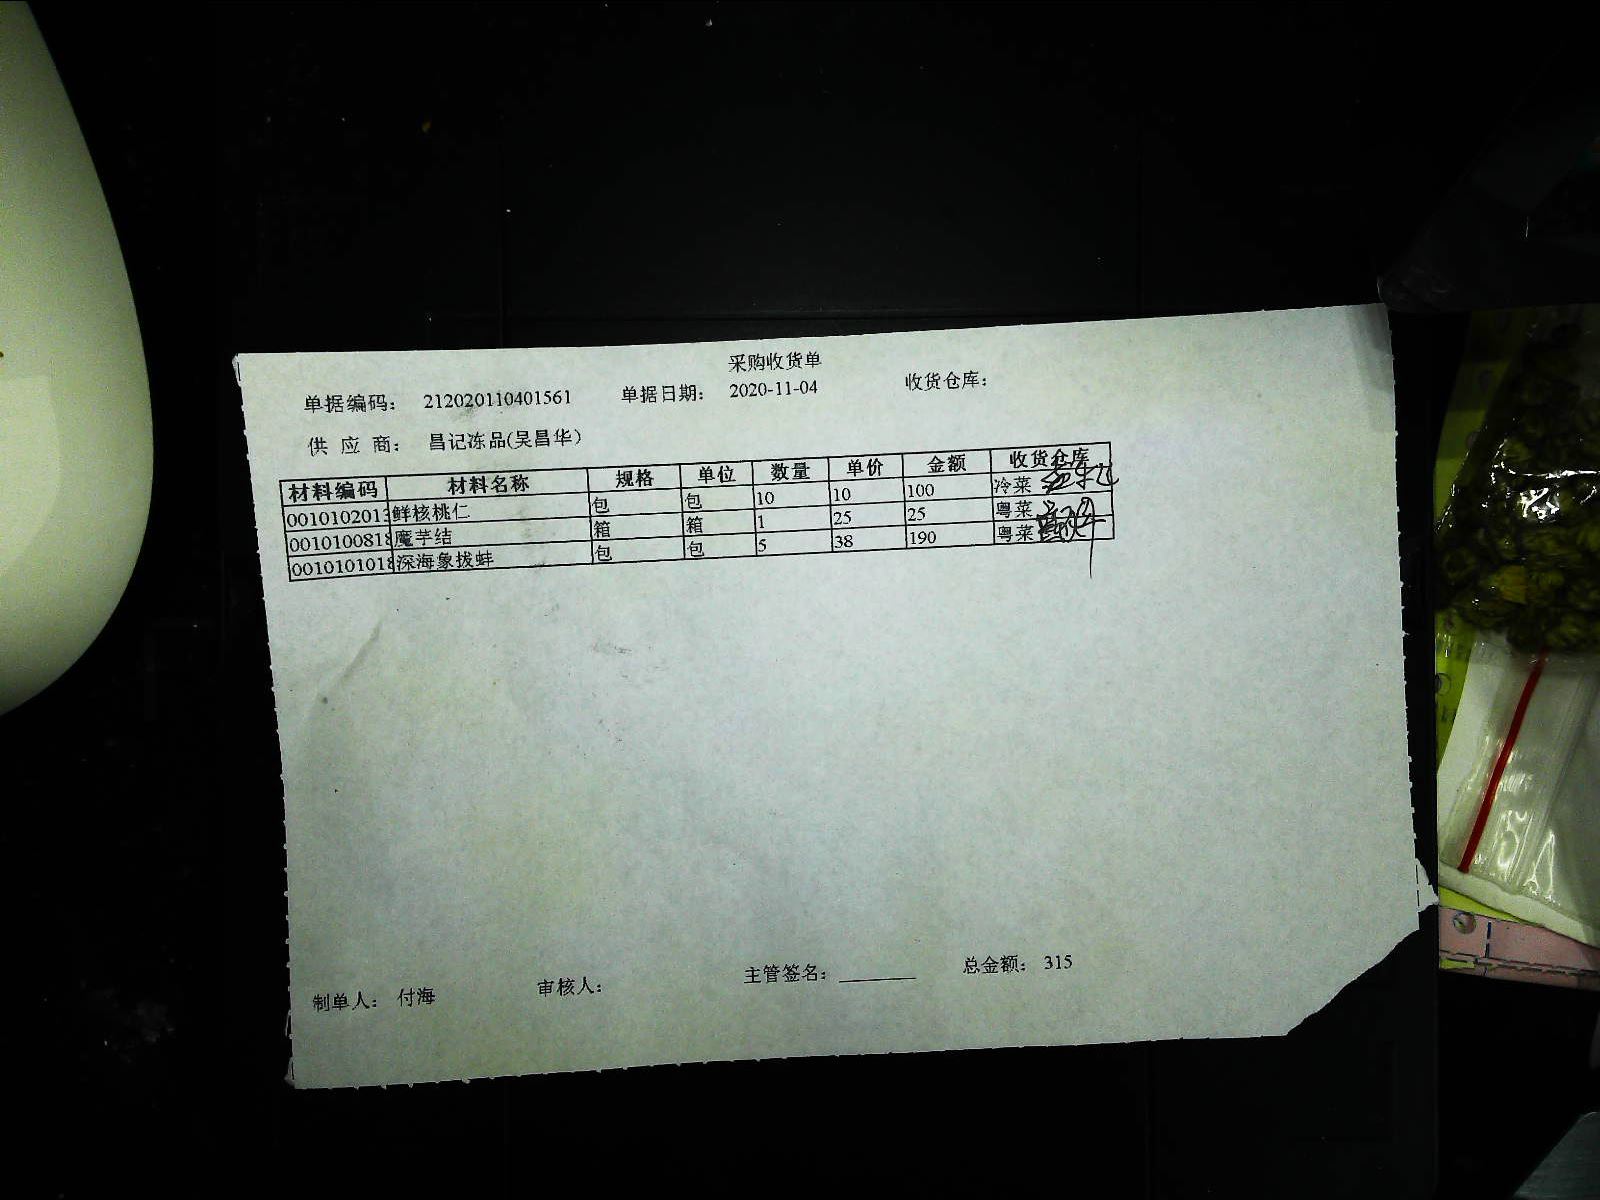 采购收货单
单据编码： 212020110401561 单据日期： 2020-11-04 收货仓库：
供 应 商： 昌记冻品(吴昌华)
材料编码 材料名称 规格 单位 数量 单价 金额 收货仓库
0010102013 鲜核桃仁 包 包 10 10 100 冷菜
0010100818 魔芋结 箱 箱 1 25 25 粤菜
0010101018 深海象拔蚌 包 包 5 38 190 粤菜
制单人： 付海 审核人： 主管签名： 总金额： 315